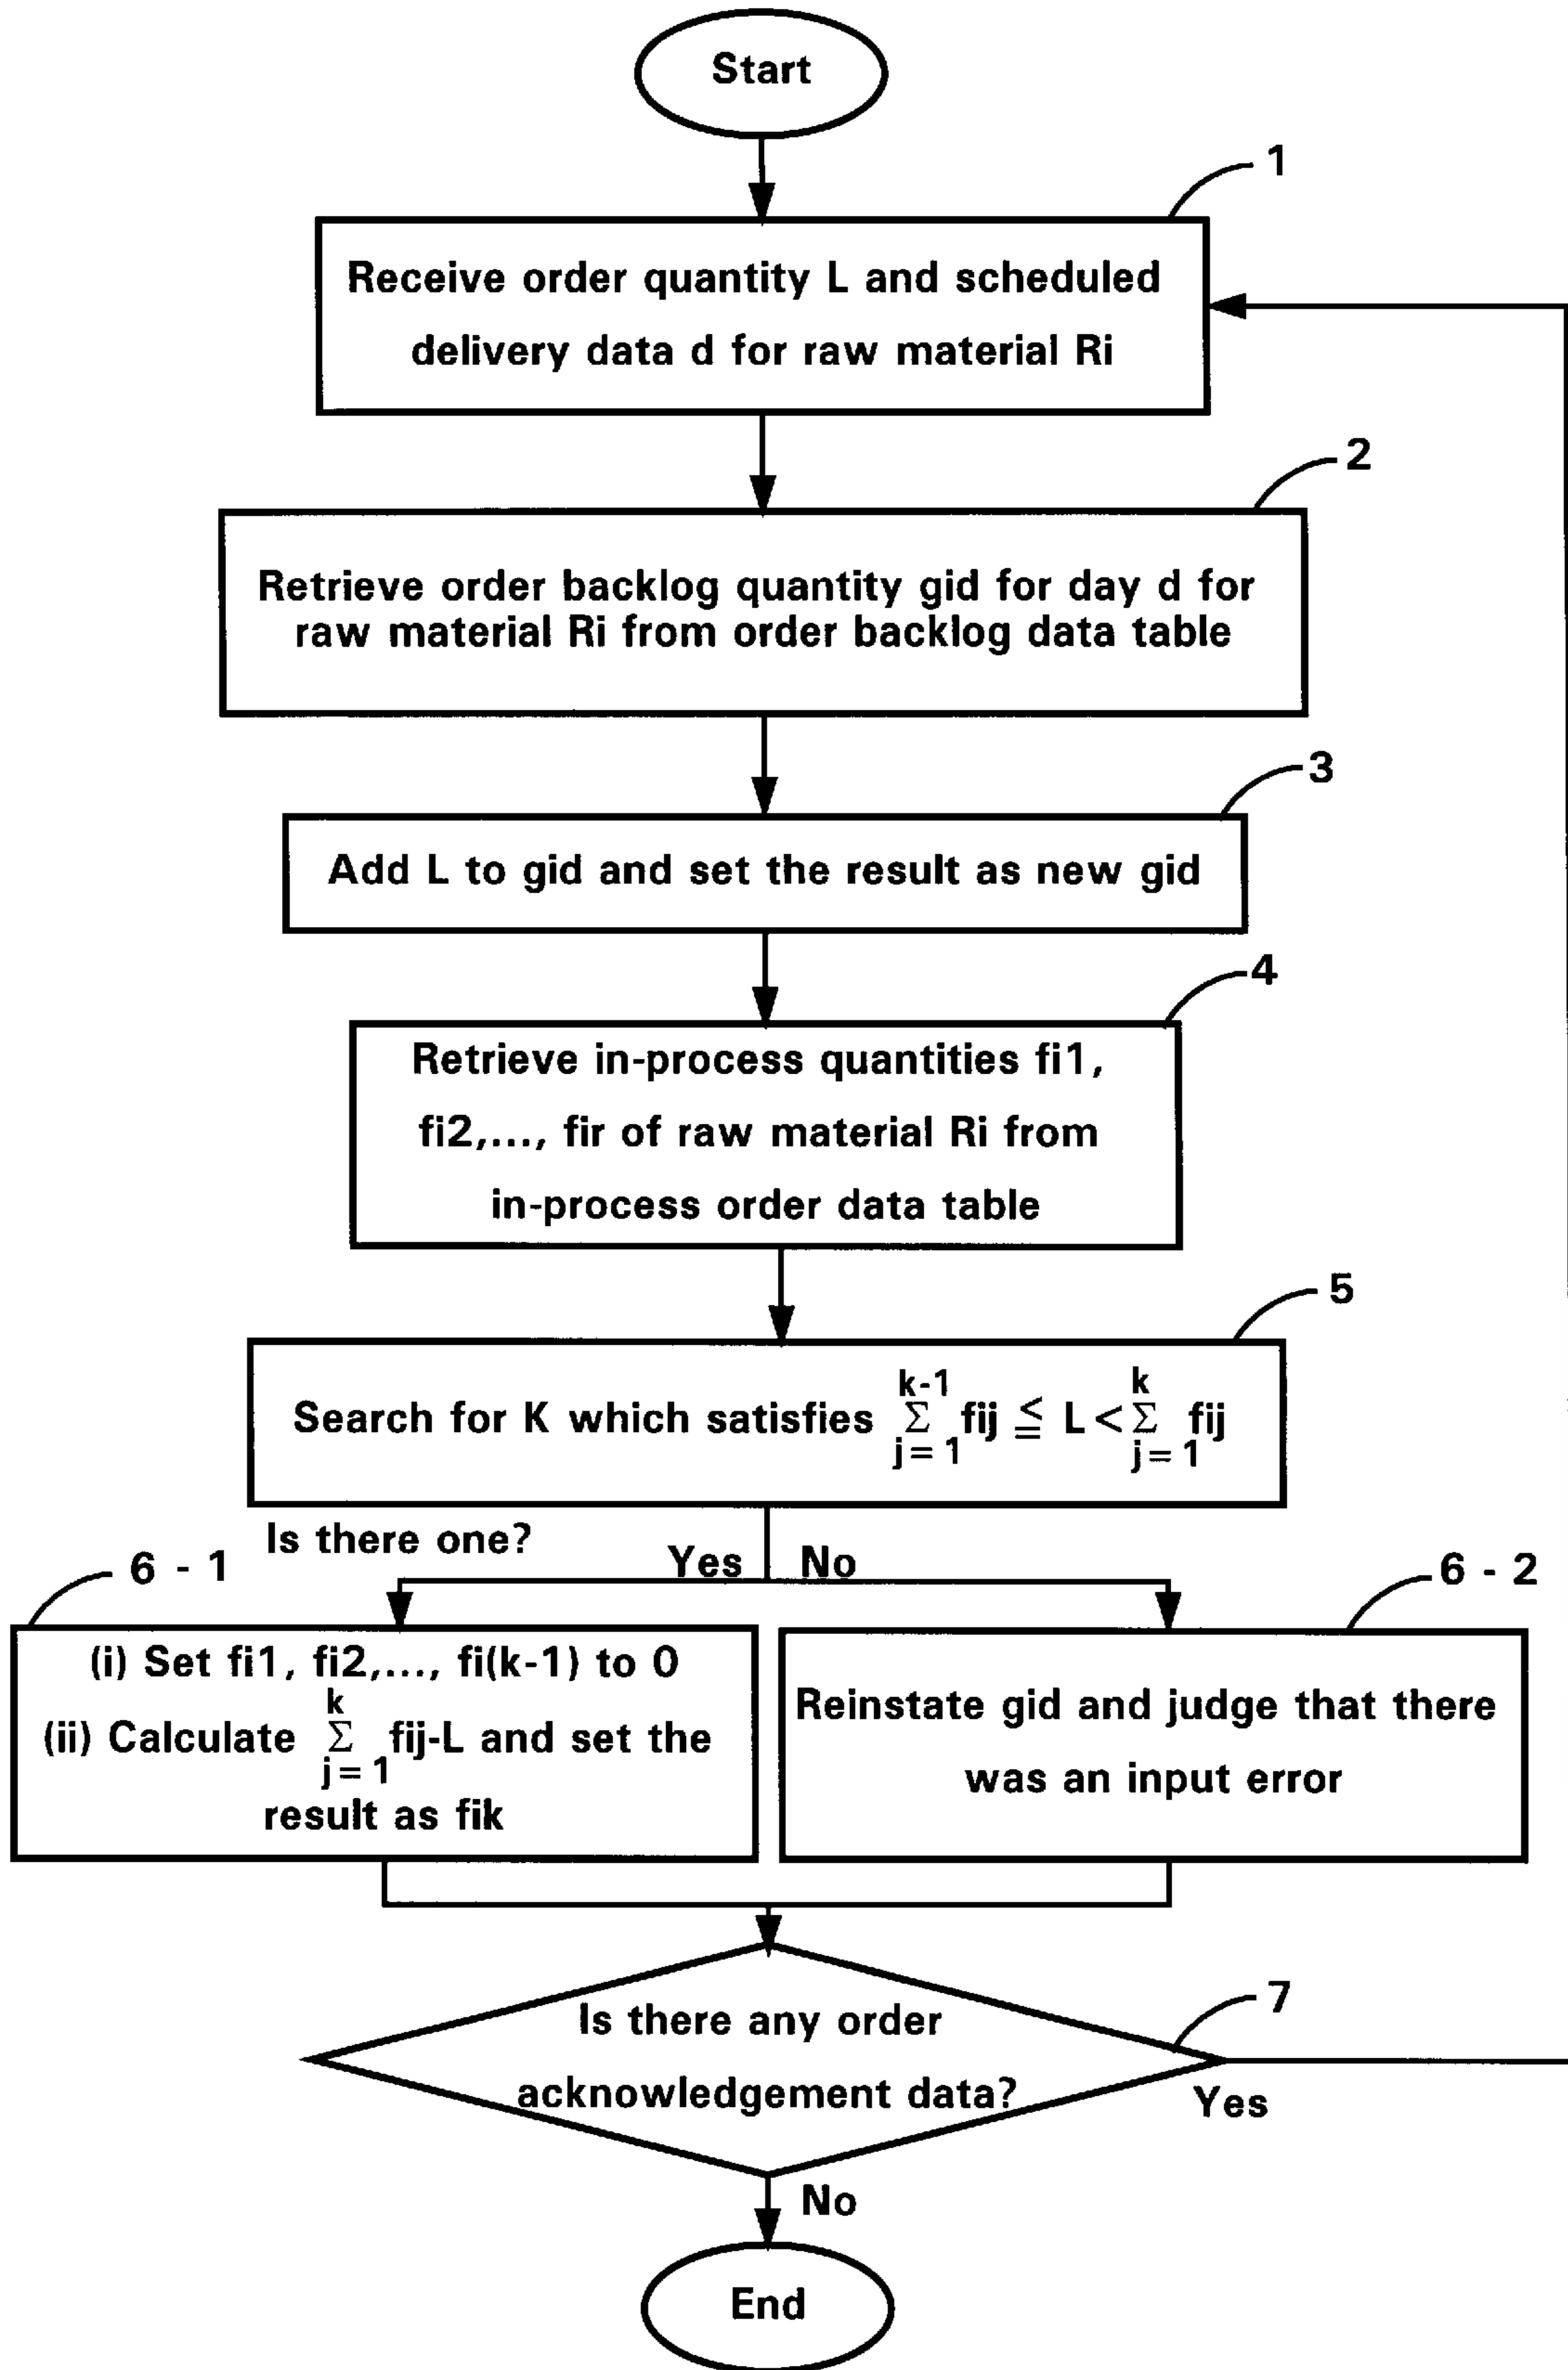 Start
1
Receive order quantity L and scheduled
delivery data d for raw material Ri
2
Retrieve order backlog quantity gid for day d for
raw material Ri from order backlog data table
3
Add L to gid and set the result as new gid
4
Retrieve in-process quantities fi1,
fi2,..., fir of raw material Ri from
in-process order data table
5
k-1 k
Search for K which satisfies Σ fij ≦ L < Σ fij
j = 1 j = 1
Is there one?
Yes No
6 - 1
6 - 2
(i) Set fi1, fi2,..., fi(k-1) to 0
k
(ii) Calculate Σ fij-L and set the
j = 1
result as fik
Reinstate gid and judge that there
was an input error
7
Is there any order
acknowledgement data?
Yes
No
End